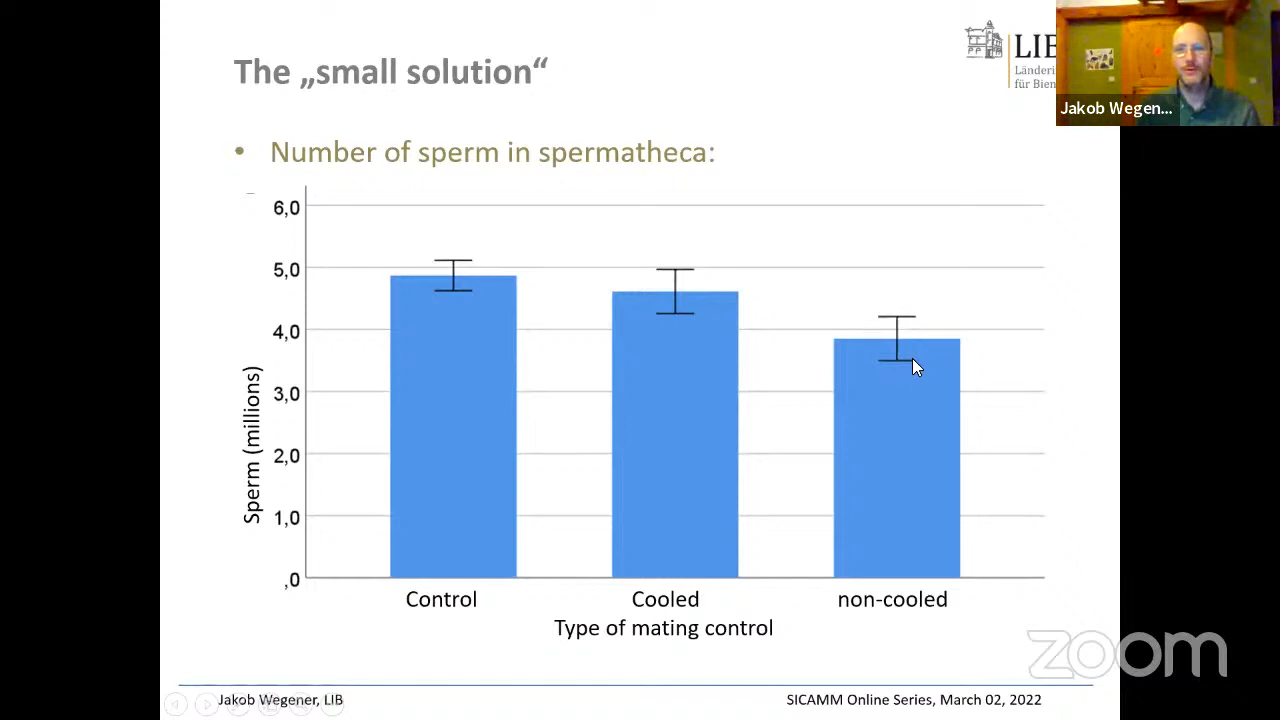 The „small solution“
LIB
Länderi
für Bien
Jakob Wegen...
• Number of sperm in spermatheca:
6,0
5,0
4,0
3,0
2,0
1,0
,0
Sperm (millions)
Control Cooled non-cooled
Type of mating control
zoom
Jakob Wegener, LIB SICAMM Online Series, March 02, 2022